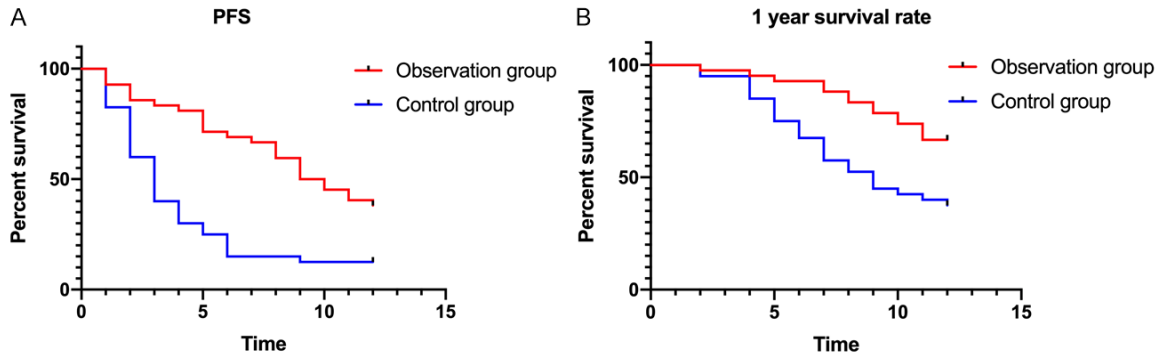 A
PFS
Percent survival
100
50
0
0
5
10
15
Time
Observation group
Control group
B
1 year survival rate
Percent survival
100
50
0
0
5
10
15
Time
Observation group
Control group